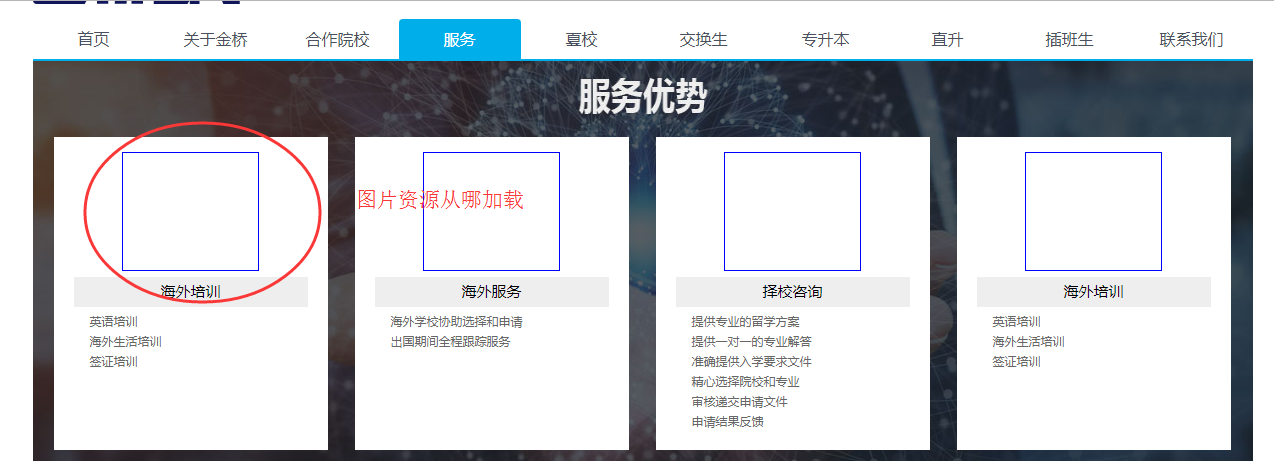 首页 关于金桥 合作院校 服务 夏校 交换生 专升本 直升 插班生 联系我们
服务优势
图片资源从哪加载
海外培训
英语培训
海外生活培训
签证培训
海外服务
海外学校协助选择和申请
出国期间全程跟踪服务
择校咨询
提供专业的留学方案
提供一对一的专业解答
准确提供入学要求文件
精心选择院校和专业
审核递交申请文件
申请结果反馈
海外培训
英语培训
海外生活培训
签证培训